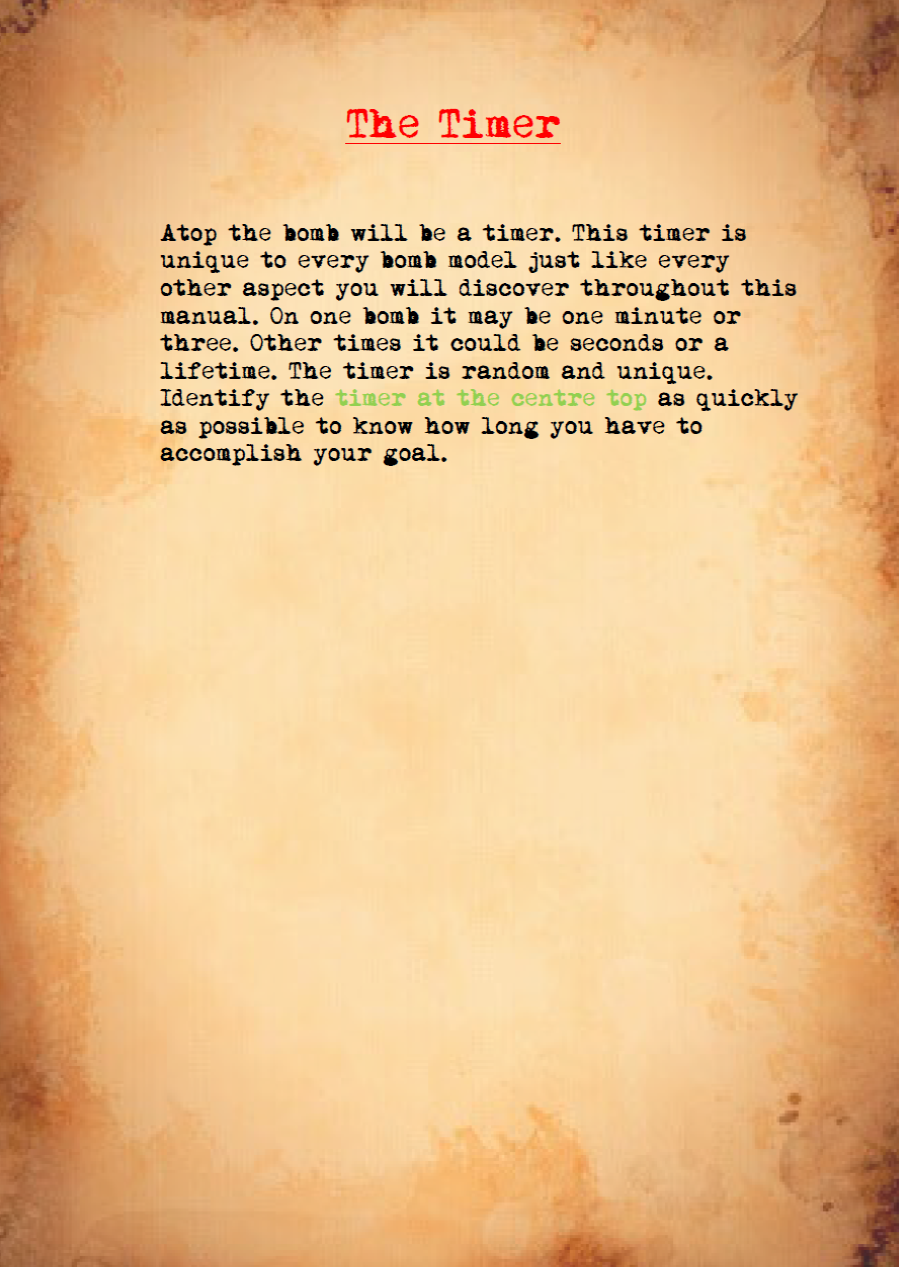 The Timer
Atop the bomb will be a timer. This timer is
unique to every bomb model just like every
other aspect you will discover throughout this
manual. On one bomb it may be one minute or
three. Other times it could be seconds or a
lifetime. The timer is random and unique.
Identify the timer at the centre top as quickly
as possible to know how long you have to
accomplish your goal.